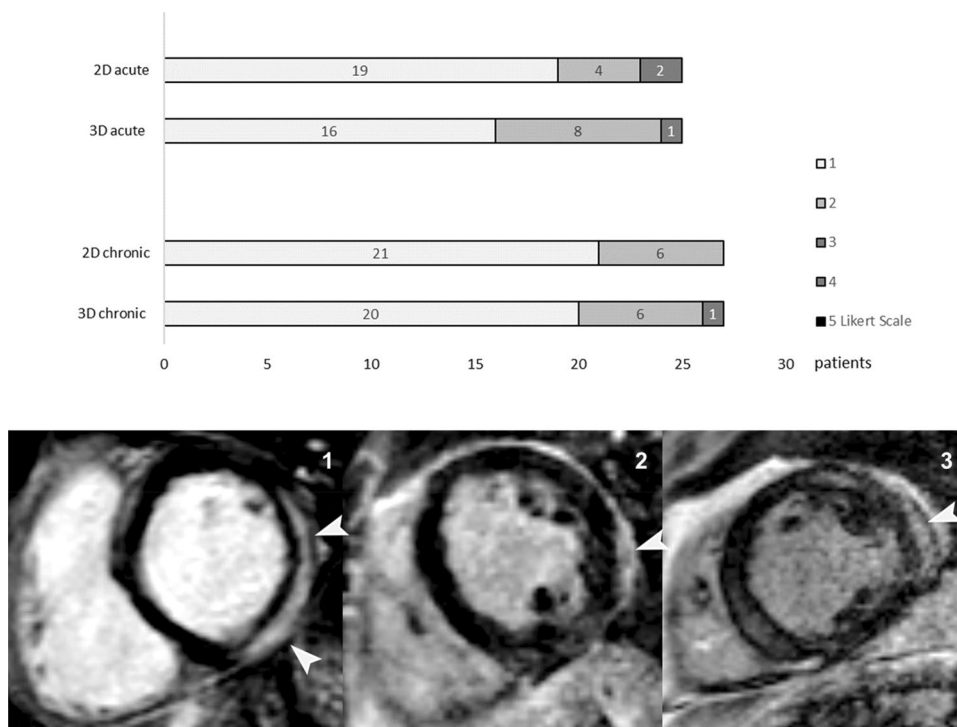 2D acute
19 4 2
3D acute
16 8 1
1
2
2D chronic
21 6
3
4
3D chronic
20 6 1
5 Likert Scale
0 5 10 15 20 25 30 patients
1 2 3